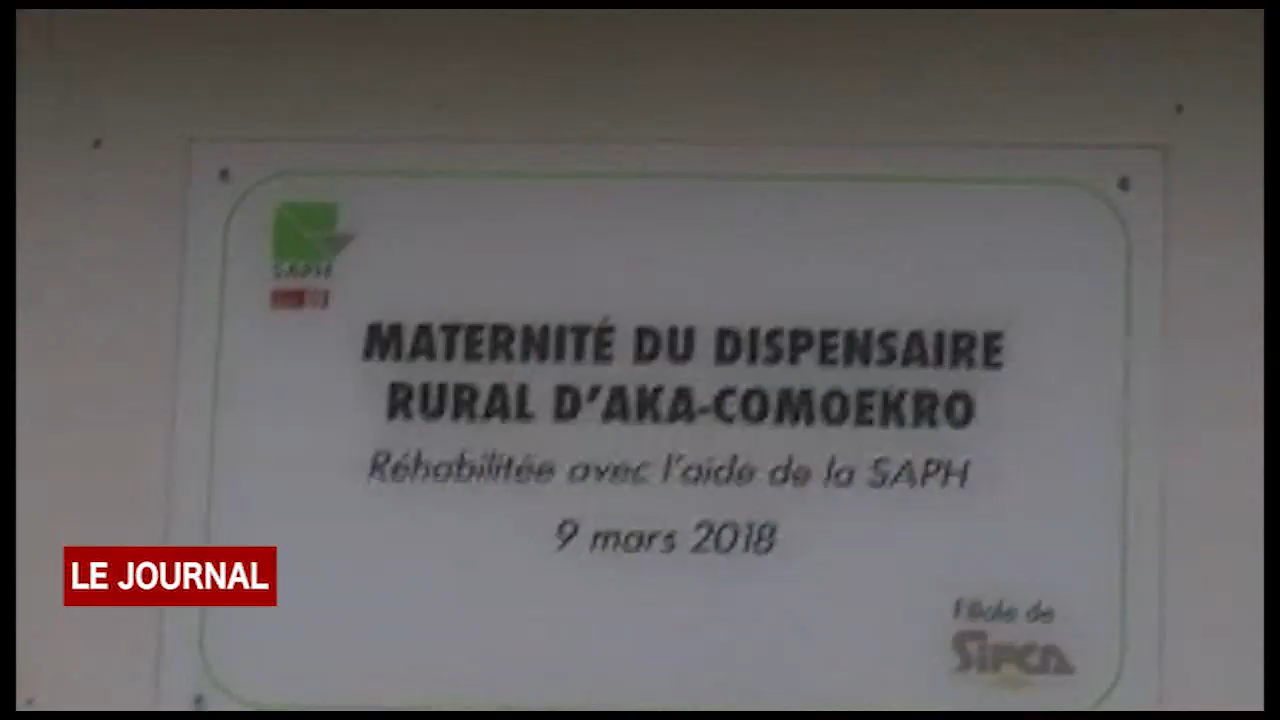 SAPH
MATERNITÉ DU DISPENSAIRE
RURAL D'AKA-COMOEKRO
Réhabilitée avec l'aide de la SAPH
9 mars 2018
LE JOURNAL
Filiale de
SIFCA